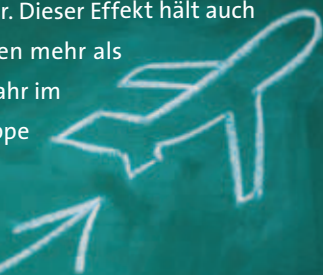 r. Dieser Effekt hält auch
en mehr als
ahr im
ppe